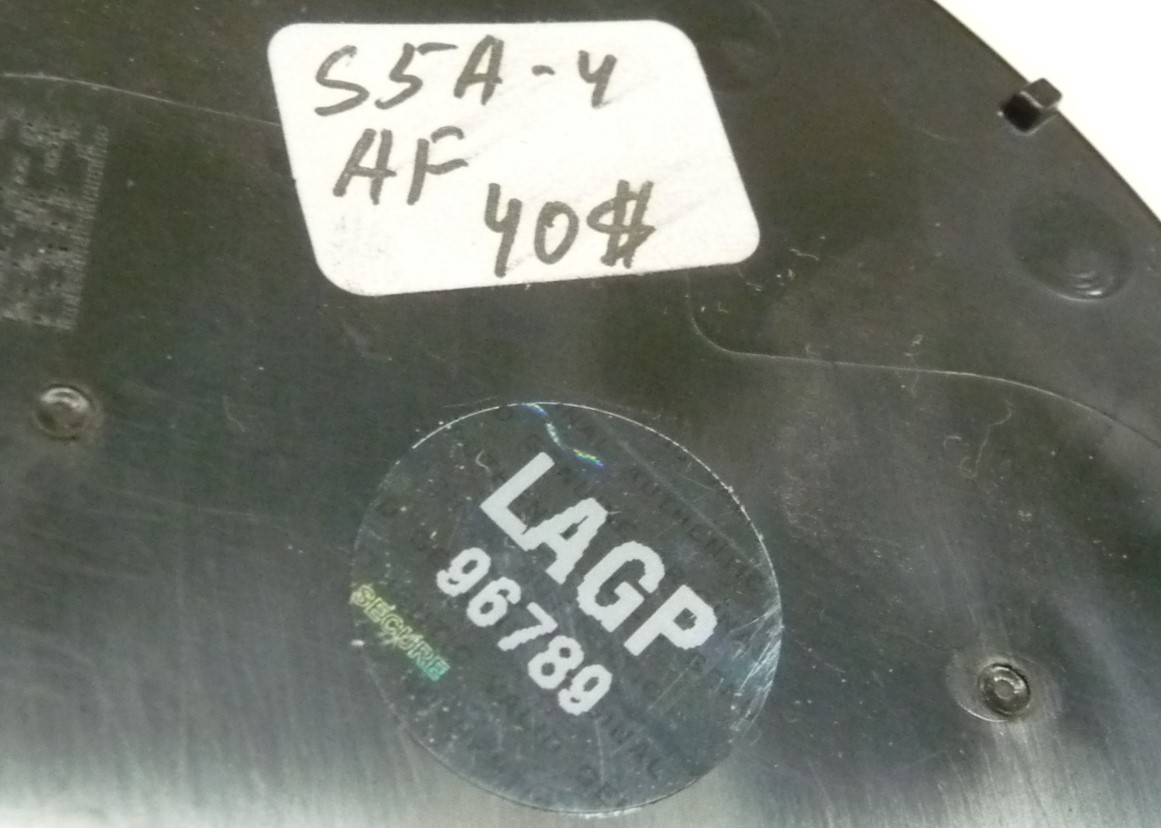 S5A-4
AF
40$
LAGP
96789
SECURE